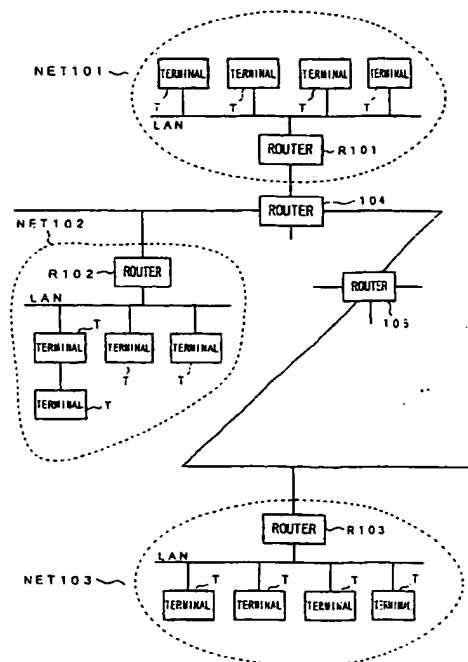 NET101
TERMINAL TERMINAL TERMINAL TERMINAL
T T T T
LAN
ROUTER R101
ROUTER 104
NET102
R102 ROUTER
ROUTER
105
LAN
T
TERMINAL TERMINAL TERMINAL
T T
TERMINAL T
ROUTER R103
LAN
NET103
T T T T
TERMINAL TERMINAL TERMINAL TERMINAL